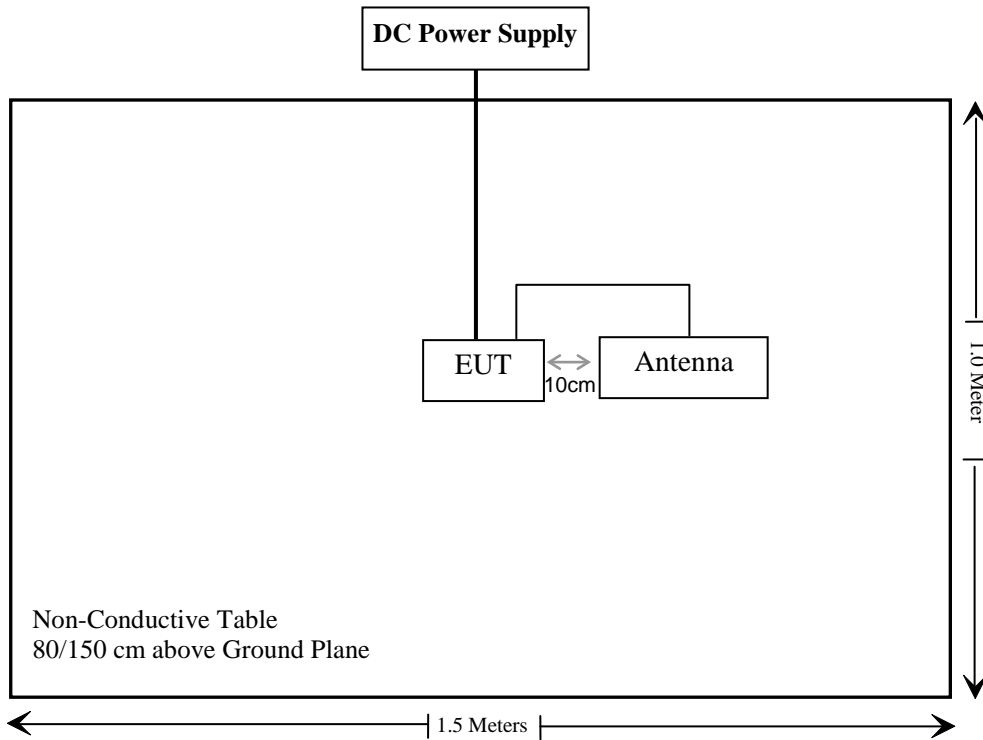 DC Power Supply
EUT
10cm
Antenna
1.0 Meter
Non-Conductive Table
80/150 cm above Ground Plane
1.5 Meters